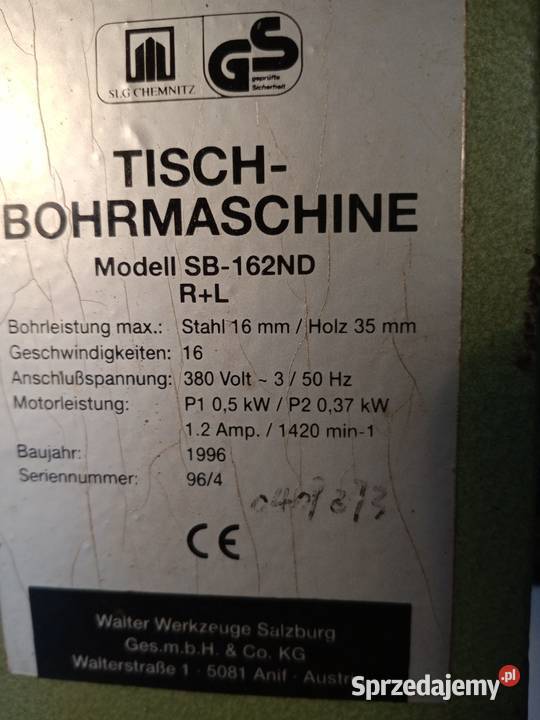 SLG CHEMNITZ
GS
geprüfte
Sicherheit
TISCH-
BOHRMASCHINE
Modell SB-162ND
R+L
Bohrleistung max.: Stahl 16 mm / Holz 35 mm
Geschwindigkeiten: 16
Anschlußspannung: 380 Volt ~ 3 / 50 Hz
Motorleistung: P1 0,5 kW / P2 0,37 kW
1.2 Amp. / 1420 min-1
Baujahr: 1996
Seriennummer: 96/4
CE
Walter Werkzeuge Salzburg
Ges.m.b.H. & Co. KG
Walterstraße 1 · 5081 Anif · Austr
Sprzedajemy.pl